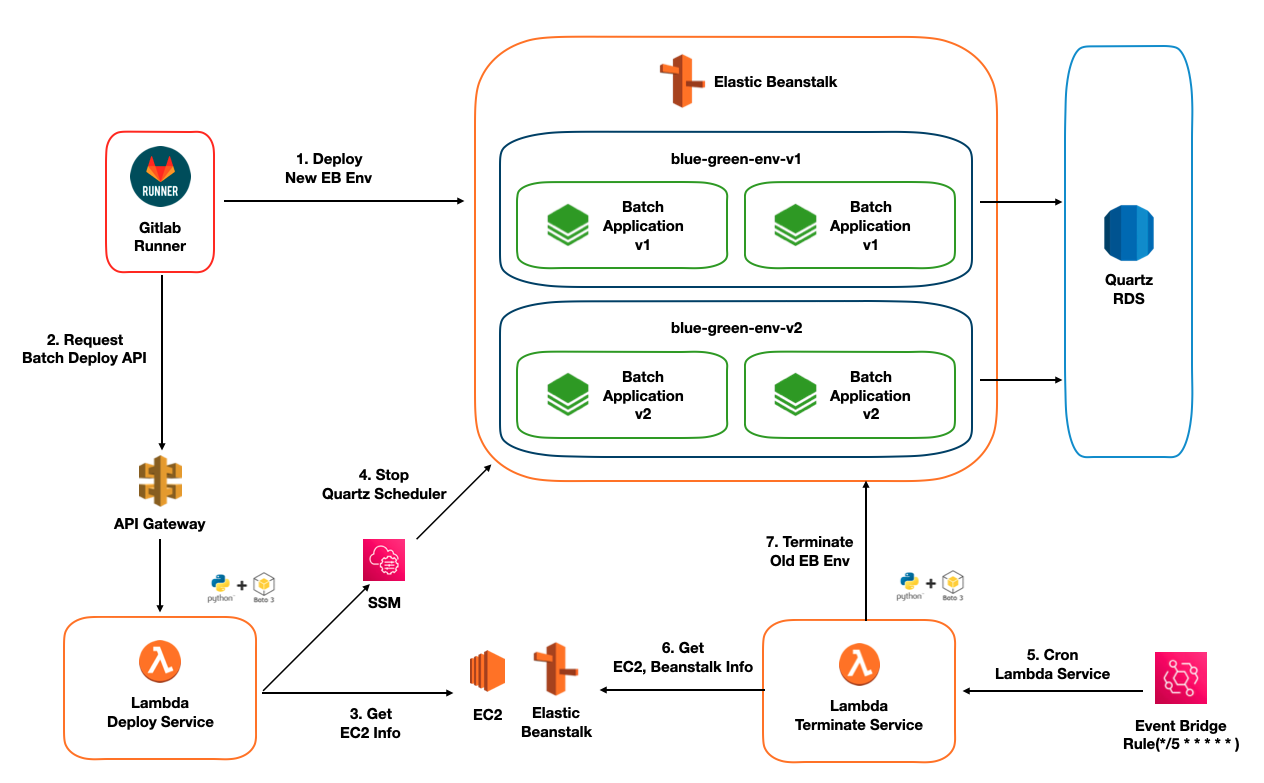 Elastic Beanstalk
blue-green-env-v1
Batch
Application
v1
Batch
Application
v1
blue-green-env-v2
Batch
Application
v2
Batch
Application
v2
Quartz
RDS
RUNNER
Gitlab
Runner
1. Deploy
New EB Env
2. Request
Batch Deploy API
API Gateway
4. Stop
Quartz Scheduler
SSM
python + Boto 3
Lambda
Deploy Service
3. Get
EC2 Info
EC2
Elastic
Beanstalk
6. Get
EC2, Beanstalk Info
7. Terminate
Old EB Env
python + Boto 3
Lambda
Terminate Service
5. Cron
Lambda Service
Event Bridge
Rule(*/5 * * * * * )